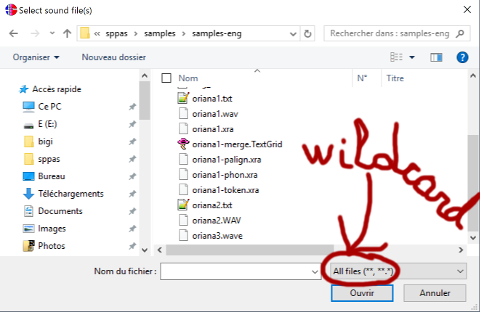 Select sound file(s)
« sppas > samples > samples-eng
Rechercher dans : samples-eng
Organiser
Nouveau dossier
Nom
N°
Titre
Accès rapide
Ce PC
E (E:)
bigi
sppas
Bureau
Téléchargements
Documents
Images
Photos
oriana1.txt
oriana1.wav
oriana1.xra
oriana1-merge.TextGrid
oriana1-palign.xra
oriana1-phon.xra
oriana1-token.xra
oriana2.txt
oriana2.WAV
oriana3.wave
wildcard
Nom du fichier :
All files (**, **.*)
Ouvrir
Annuler